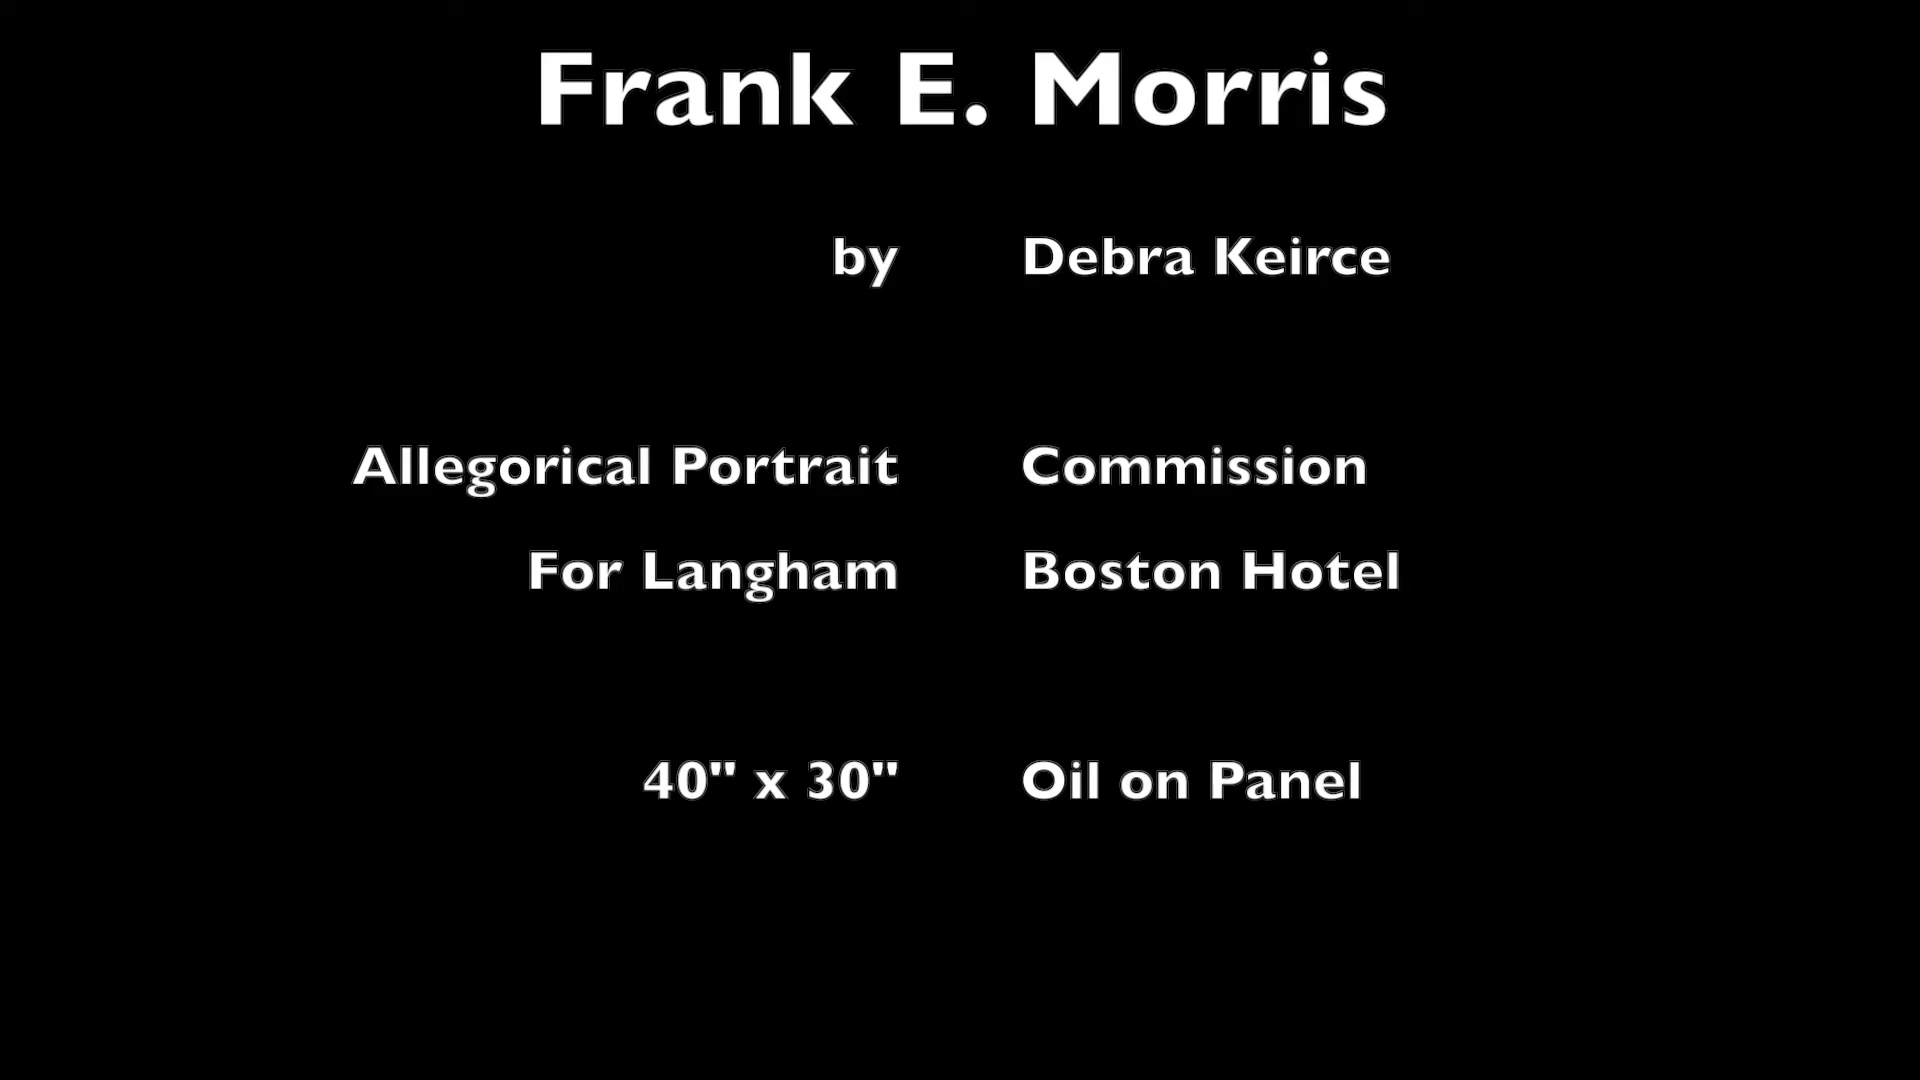 Frank E. Morris
by Debra Keirce
Allegorical Portrait Commission
For Langham Boston Hotel
40" x 30" Oil on Panel